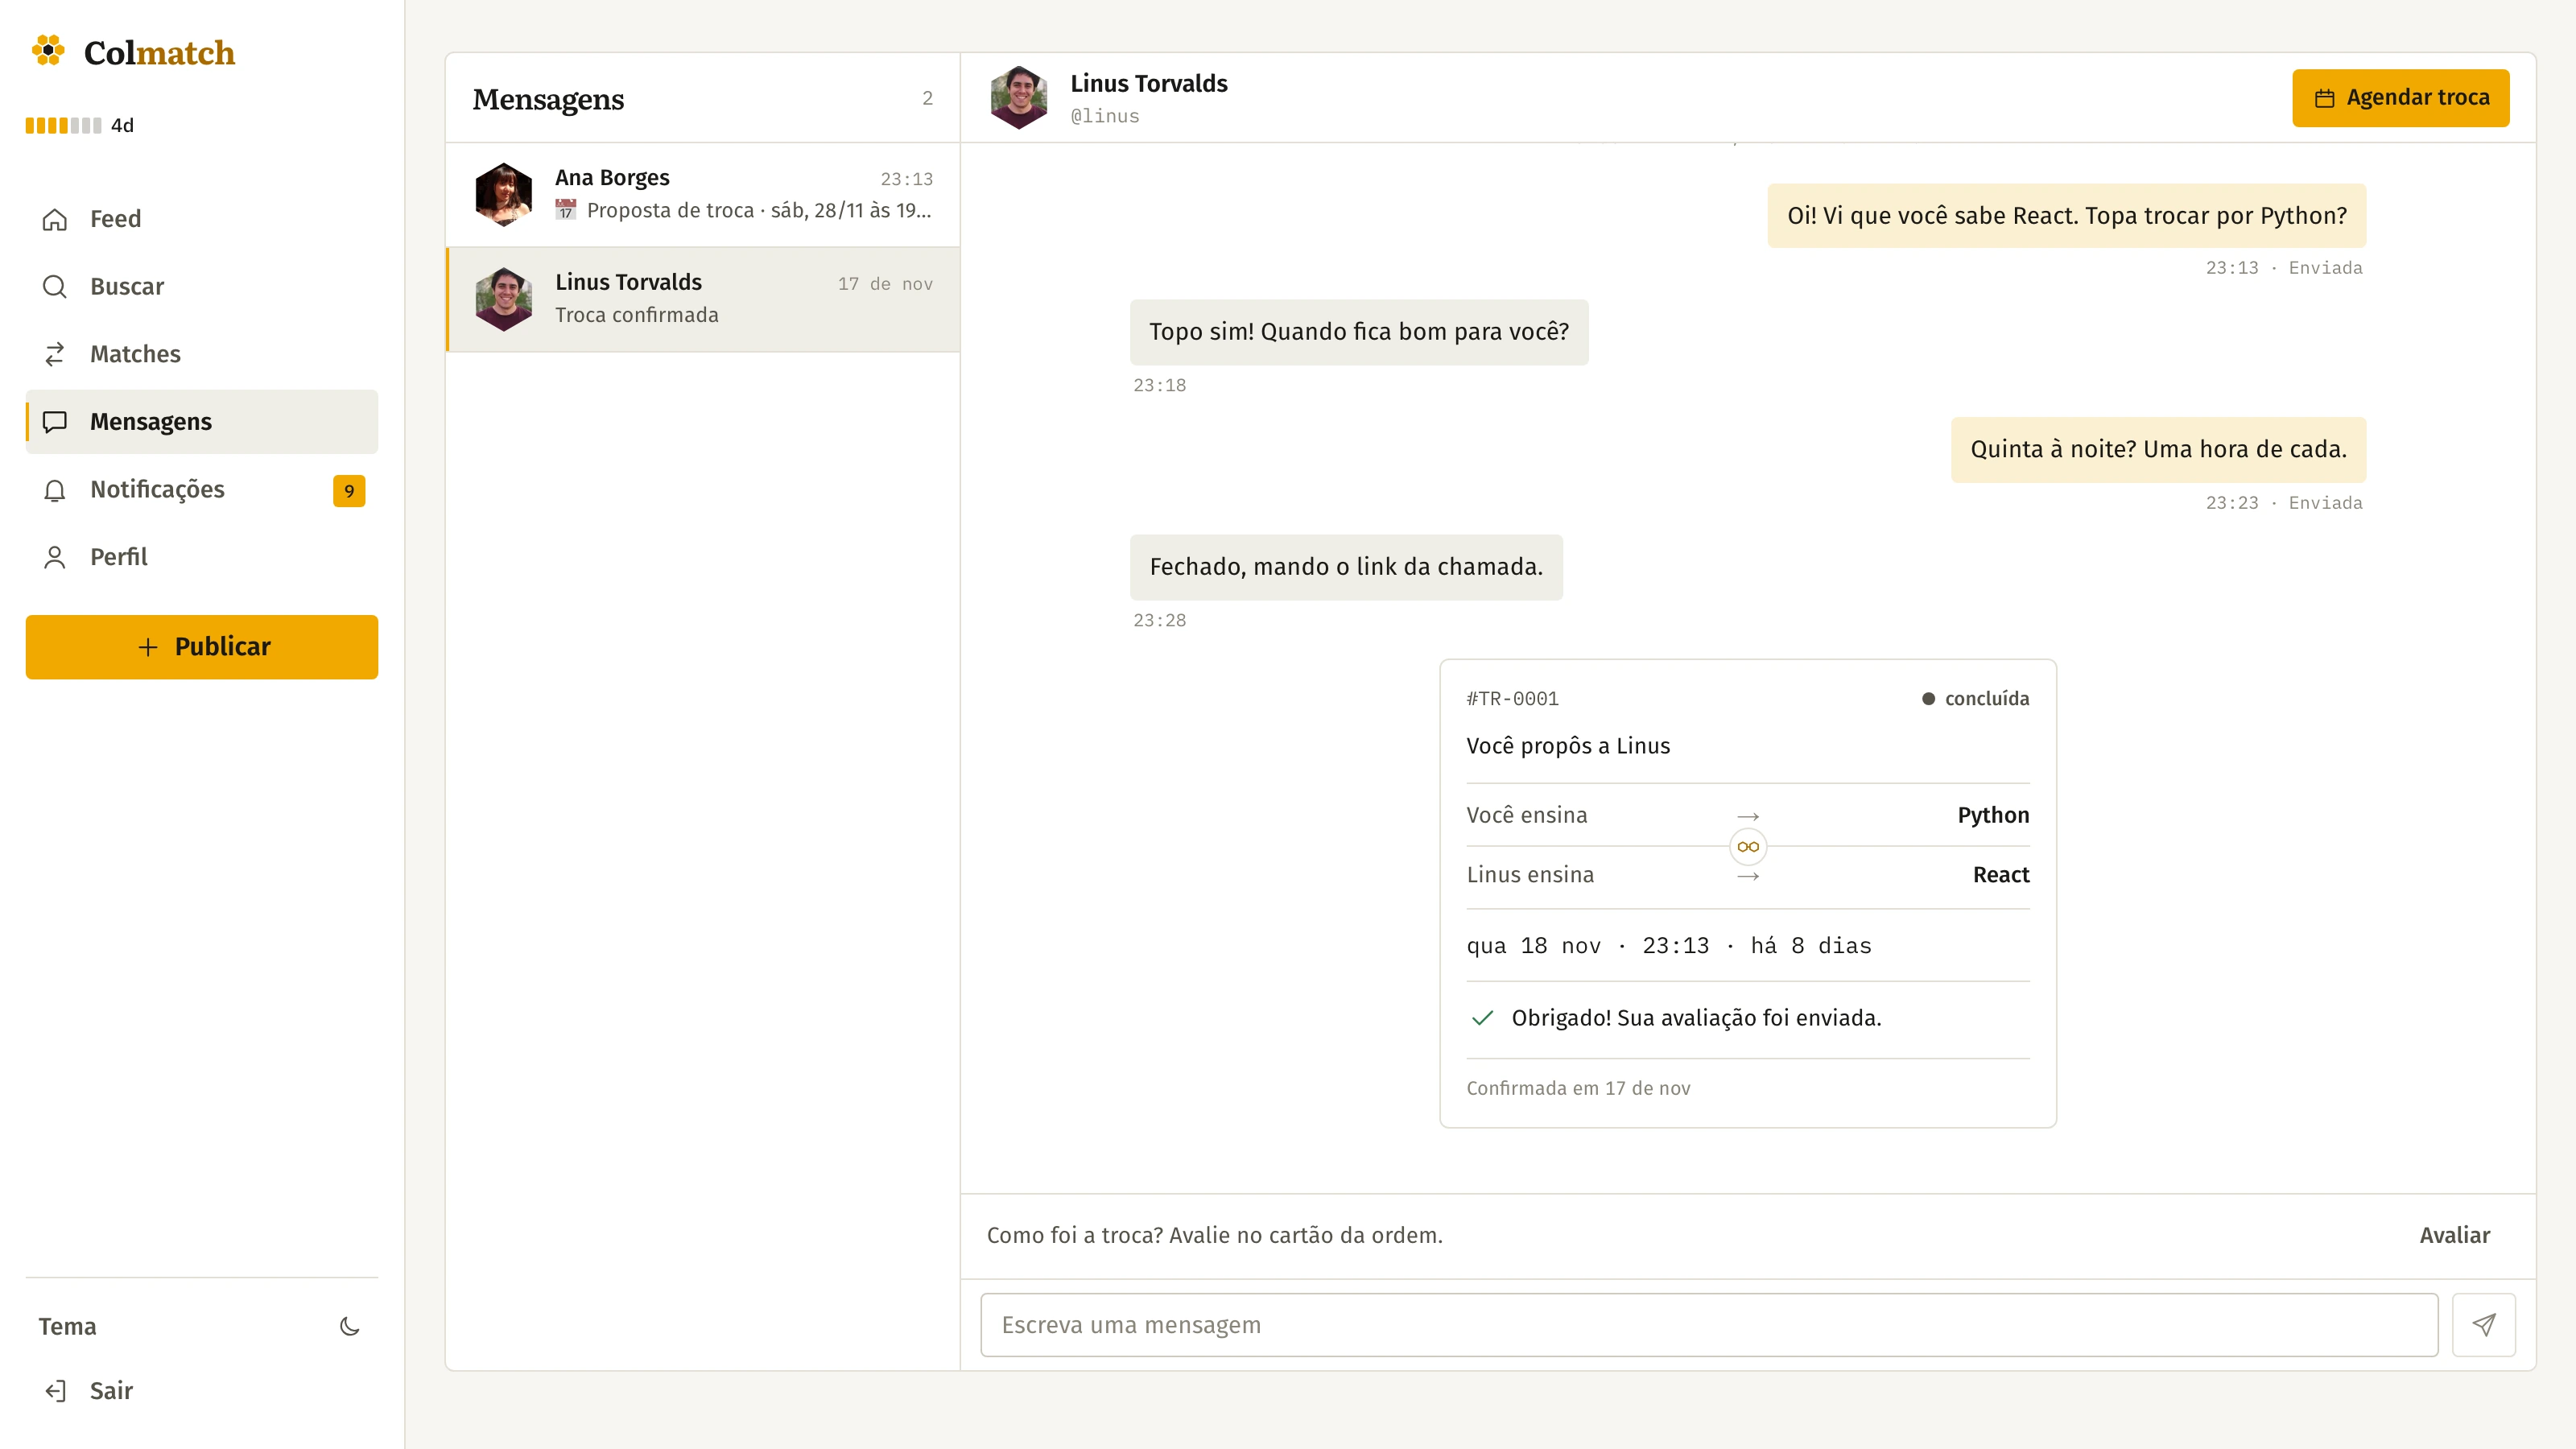 Colmatch
4d
Feed
Buscar
Matches
Mensagens
Notificações 9
Perfil
Publicar
Tema
Sair
Mensagens 2
Ana Borges 23:13
17 Proposta de troca · sáb, 28/11 às 19...
Linus Torvalds 17 de nov
Troca confirmada
Linus Torvalds
@linus
Agendar troca
Oi! Vi que você sabe React. Topa trocar por Python?
23:13 · Enviada
Topo sim! Quando fica bom para você?
23:18
Quinta à noite? Uma hora de cada.
23:23 · Enviada
Fechado, mando o link da chamada.
23:28
#TR-0001 concluída
Você propôs a Linus
Você ensina → Python
Linus ensina → React
qua 18 nov · 23:13 · há 8 dias
Obrigado! Sua avaliação foi enviada.
Confirmada em 17 de nov
Como foi a troca? Avalie no cartão da ordem. Avaliar
Escreva uma mensagem